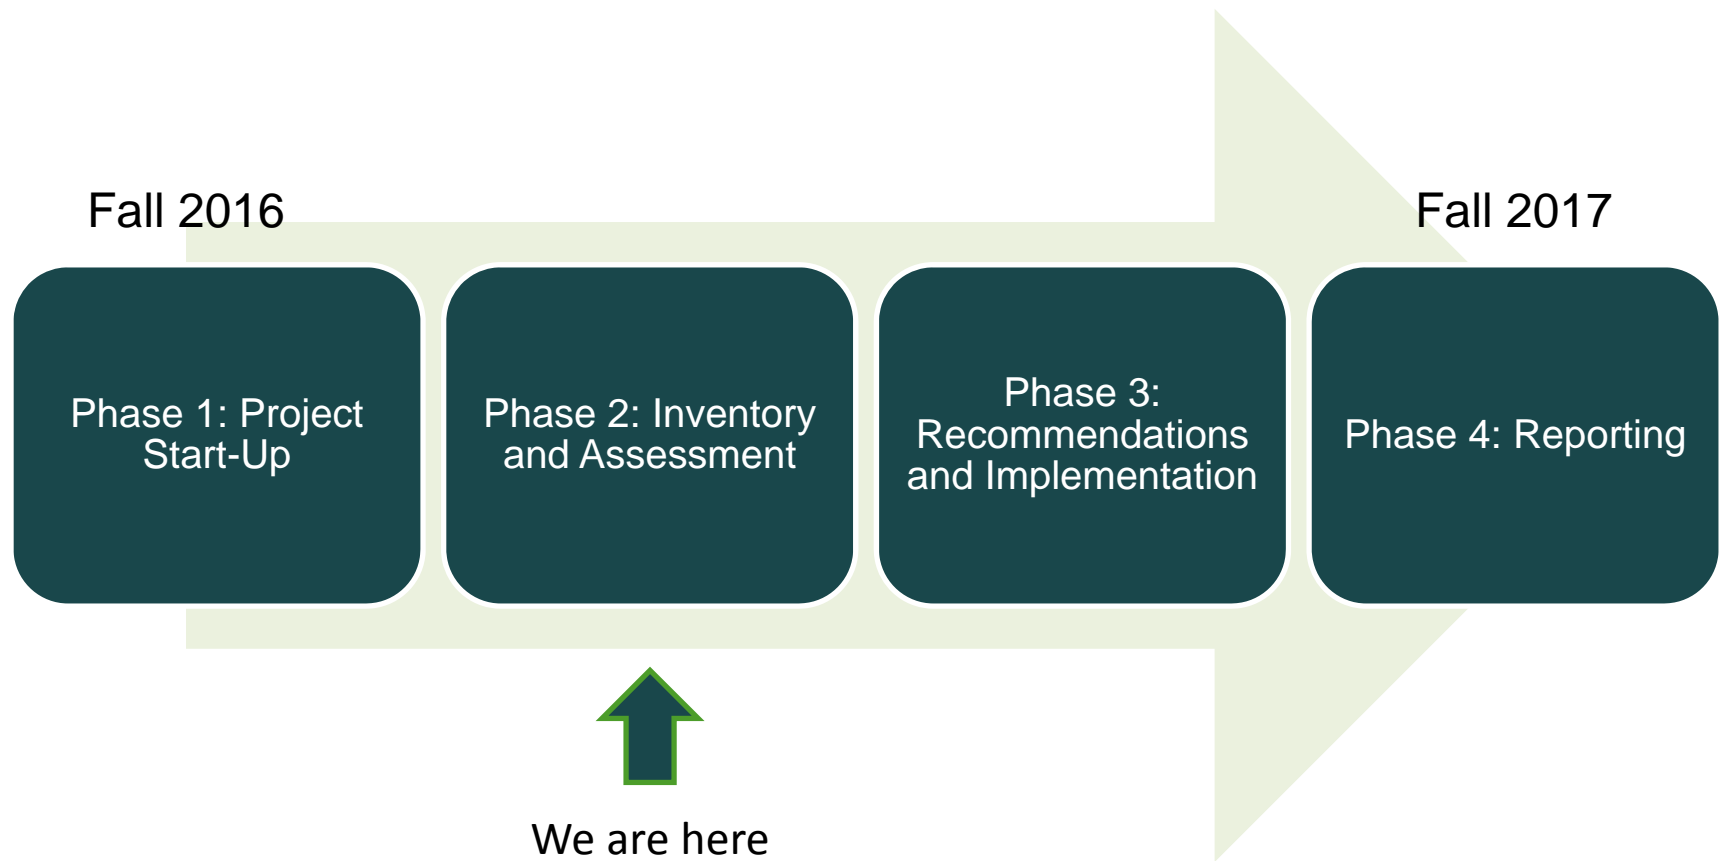 Fall 2016
Fall 2017
Phase 1: Project
Start-Up
Phase 2: Inventory
and Assessment
Phase 3:
Recommendations
and Implementation
Phase 4: Reporting
We are here